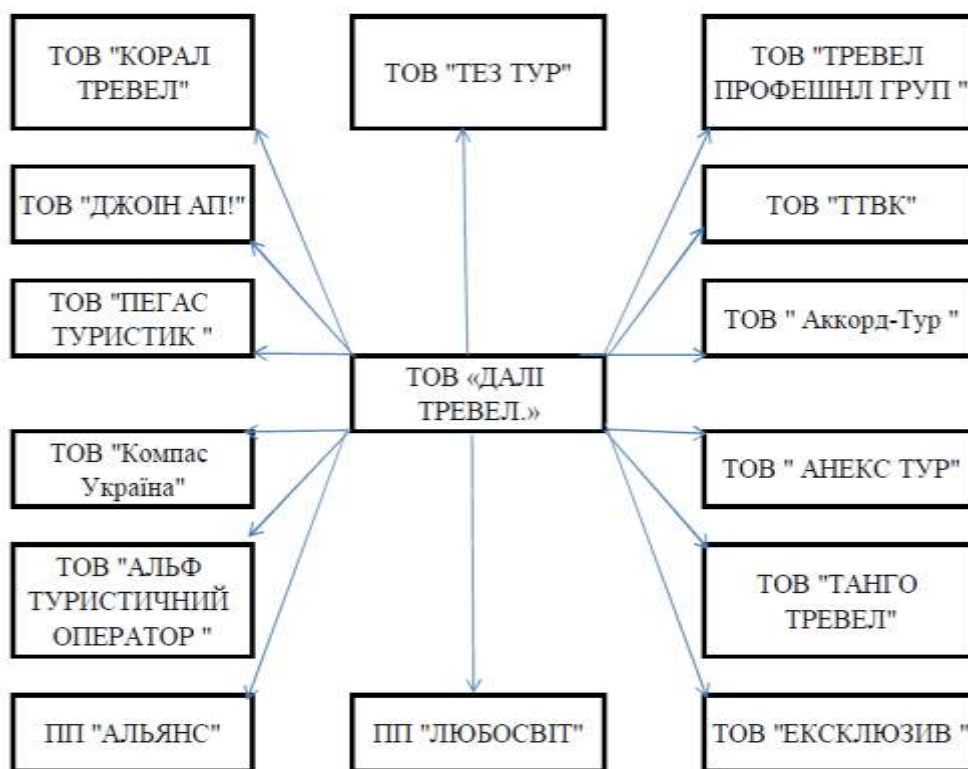 ТОВ "КОРАЛ
ТРЕВЕЛ"
ТОВ "ТЕЗ ТУР"
ТОВ "ТРЕВЕЛ
ПРОФЕШНЛ ГРУП "
ТОВ "ДЖОІН АП!"
ТОВ "ТТВК"
ТОВ "ПЕГАС
ТУРИСТИК "
ТОВ " Аккорд-Тур "
ТОВ «ДАЛІ
ТРЕВЕЛ.»
ТОВ "Компас
Україна"
ТОВ " АНЕКС ТУР"
ТОВ "АЛЬФ
ТУРИСТИЧНИЙ
ОПЕРАТОР "
ТОВ "ТАНГО
ТРЕВЕЛ"
ПП "АЛЬЯНС"
ПП "ЛЮБОСВІТ"
ТОВ "ЕКСКЛЮЗИВ "